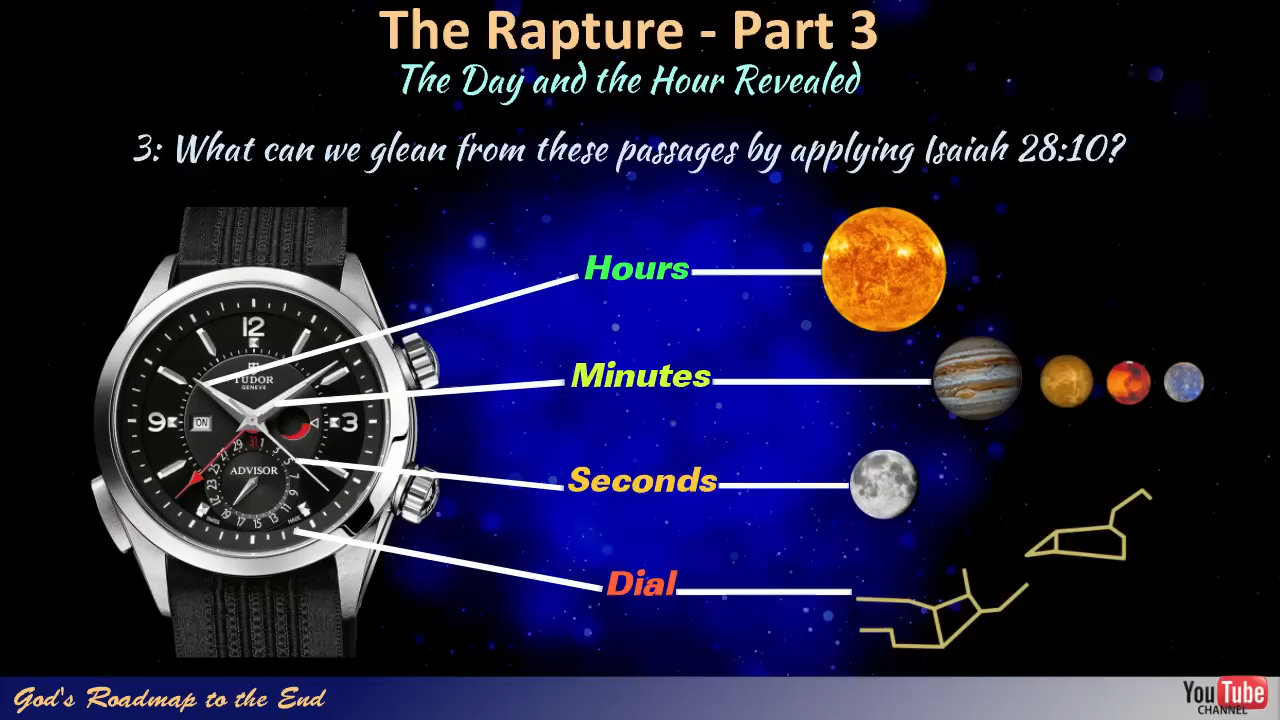 The Rapture - Part 3
The Day and the Hour Revealed
3: What can we glean from these passages by applying Isaiah 28:10?
Hours
Minutes
Seconds
Dial
12
TUDOR
GENEVE
9
ON
3
ADVISOR
God's Roadmap to the End
YouTube
CHANNEL